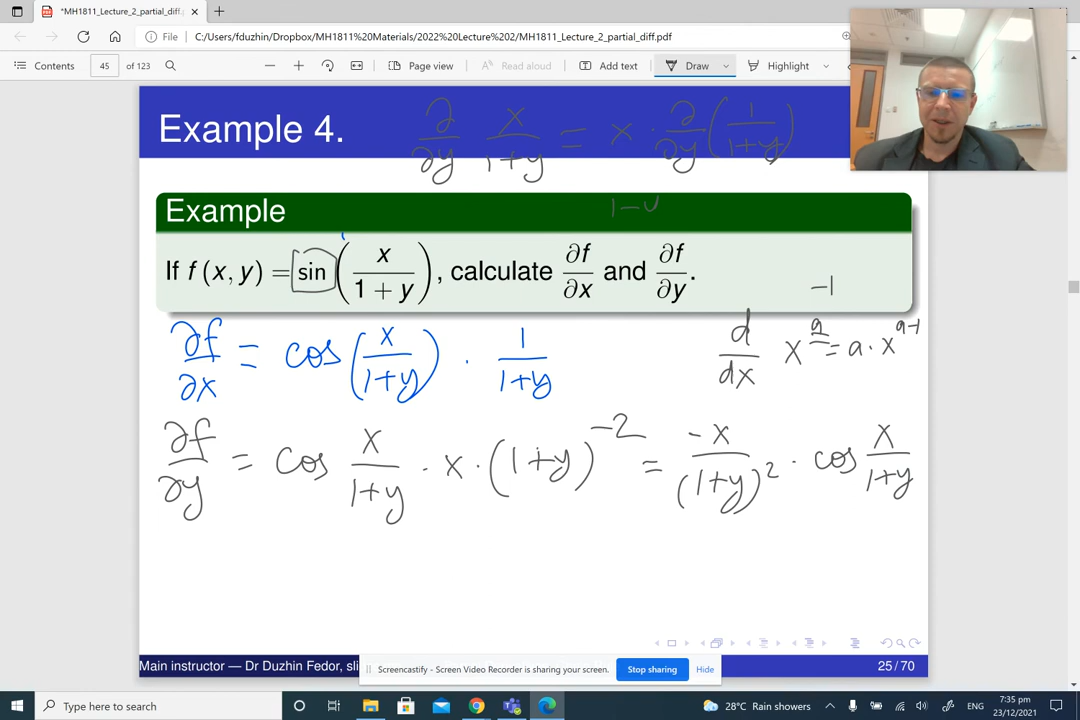 *MH1811_Lecture_2_partial_diff.p
File C:/Users/fduzhin/Dropbox/MH1811%20Materials/2022%20Lecture%202/MH1811_Lecture_2_partial_diff.pdf
Contents 45 of 123 Page view Read aloud Add text Draw Highlight
Example 4.
∂/∂y x/(1+y) = x · ∂/∂y (1/(1+y))
Example
If f(x, y) = sin(x/(1 + y)), calculate ∂f/∂x and ∂f/∂y.
-1
∂f/∂x = cos(x/(1+y)) · 1/(1+y)
d/dx x^a = a · x^(a-1)
∂f/∂y = cos x/(1+y) · x · (1+y)^-2 = -x/(1+y)^2 · cos x/(1+y)
Main instructor — Dr Duzhin Fedor, sli
25 / 70
Screencastify - Screen Video Recorder is sharing your screen. Stop sharing Hide
Type here to search
28°C Rain showers ENG 7:35 pm
23/12/2021